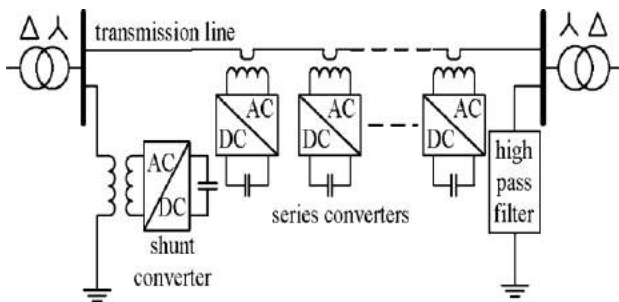 Δ
Y
transmission line
Y
Δ
AC
DC
AC
DC
AC
DC
AC
DC
high
pass
filter
series converters
shunt
converter